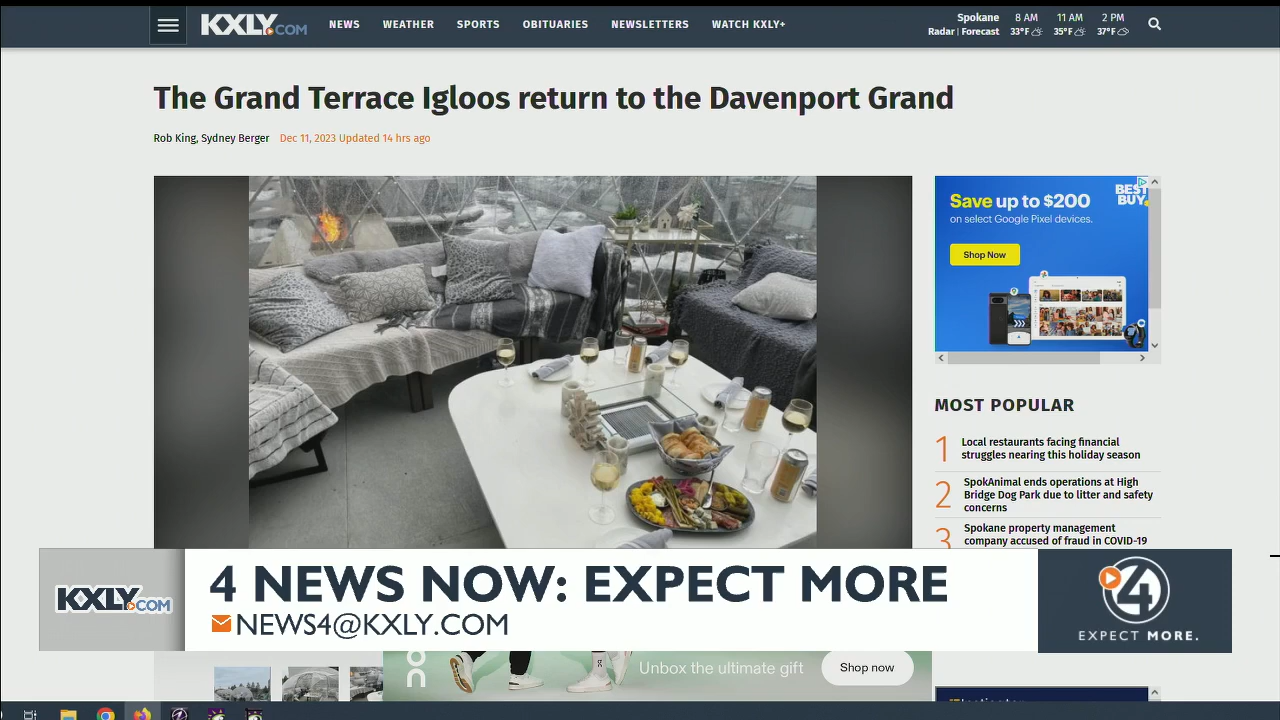 KXLY.COM
NEWS WEATHER SPORTS OBITUARIES NEWSLETTERS WATCH KXLY+
Spokane 8 AM 11 AM 2 PM
Radar | Forecast 33°F 35°F 37°F
The Grand Terrace Igloos return to the Davenport Grand
Rob King, Sydney Berger Dec 11, 2023 Updated 14 hrs ago
BEST BUY
Save up to $200
on select Google Pixel devices.
Shop Now
MOST POPULAR
1 Local restaurants facing financial
struggles nearing this holiday season
2 SpokAnimal ends operations at High
Bridge Dog Park due to litter and safety
concerns
3 Spokane property management
company accused of fraud in COVID-19
KXLY.COM
4 NEWS NOW: EXPECT MORE
NEWS4@KXLY.COM
4
EXPECT MORE.
on
Unbox the ultimate gift
Shop now